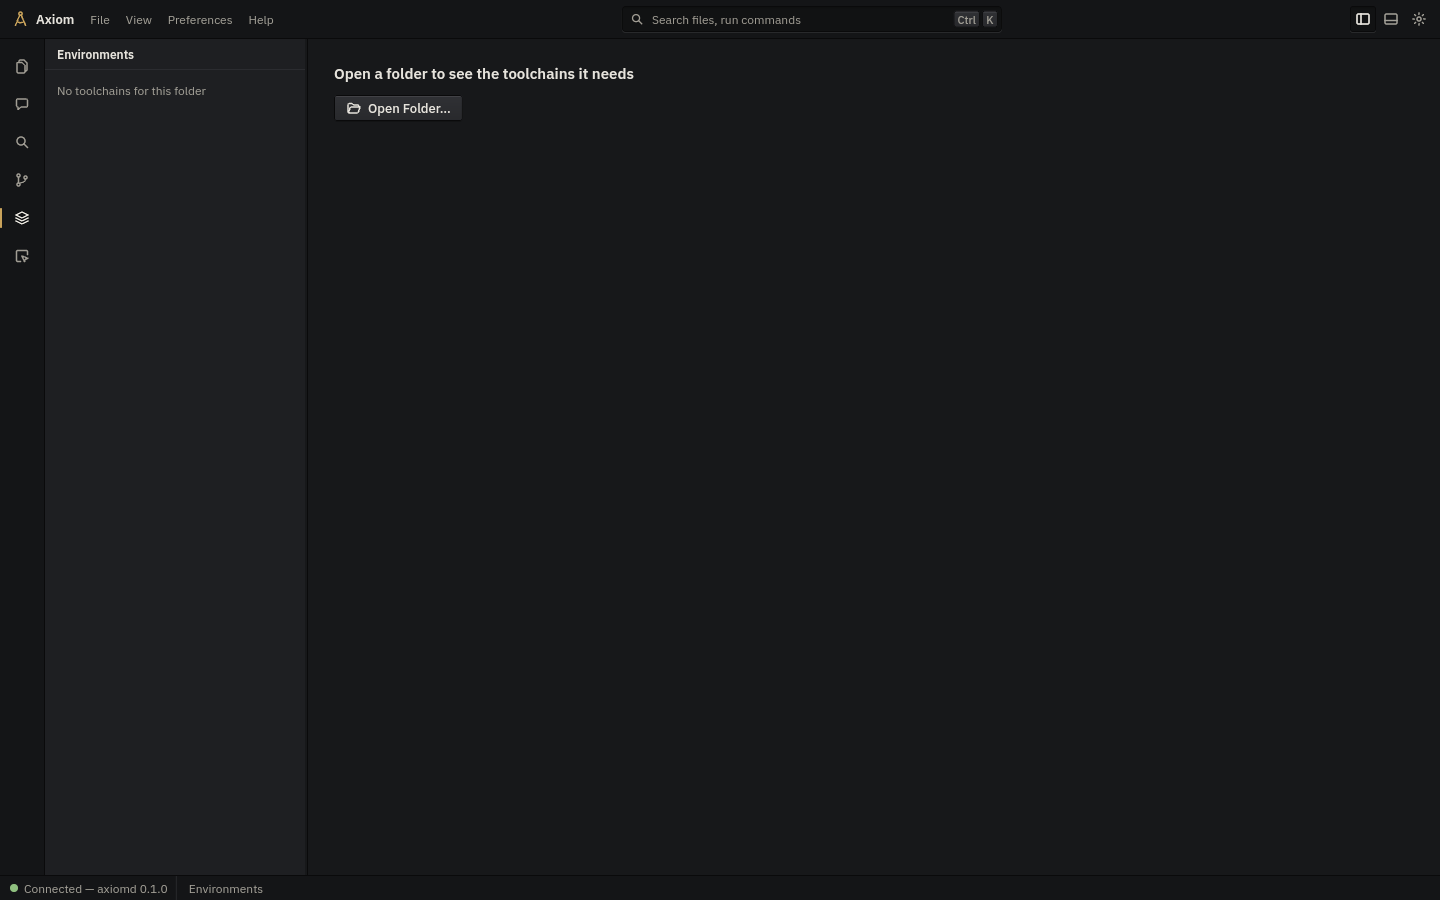 Axiom File View Preferences Help Search files, run commands Ctrl K
Environments
No toolchains for this folder
Open a folder to see the toolchains it needs
Open Folder...
Connected — axiomd 0.1.0 Environments